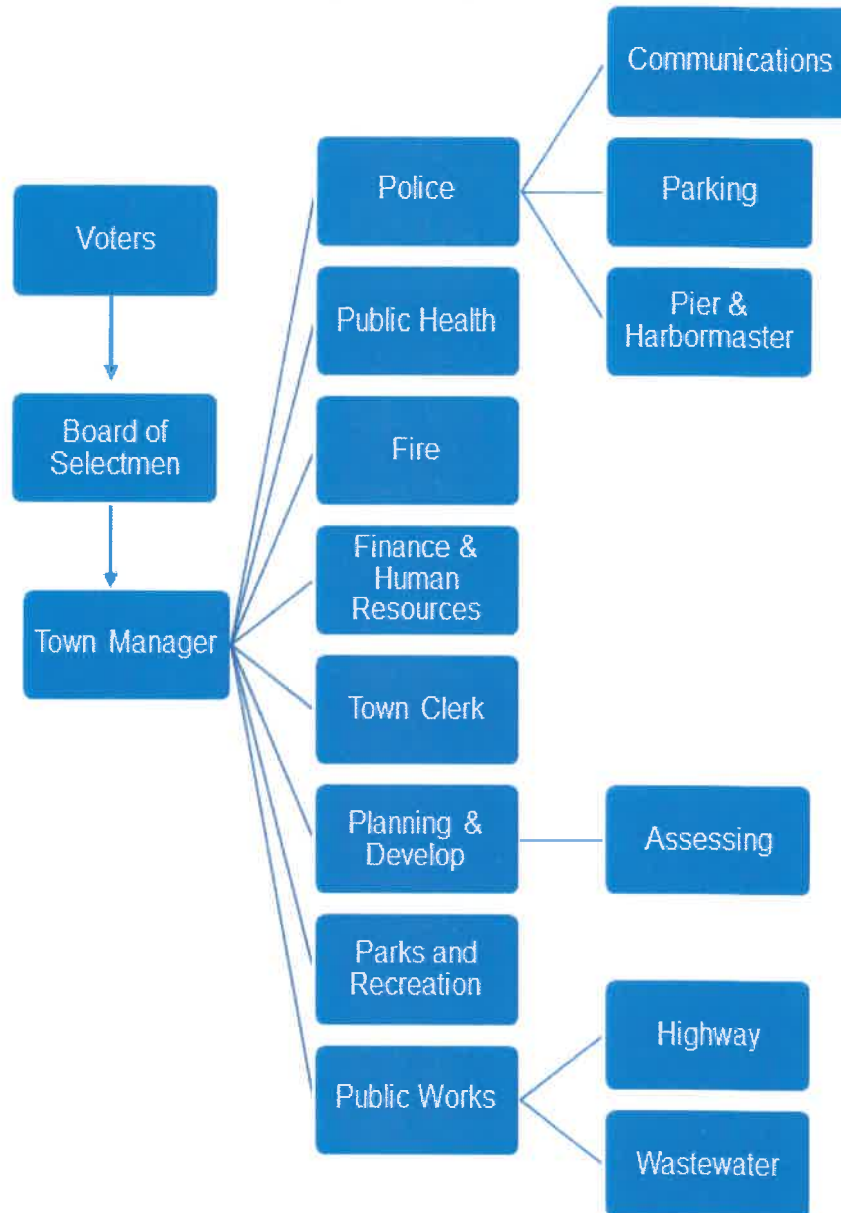 Voters
Board of
Selectmen
Town Manager
Police
Public Health
Fire
Finance &
Human
Resources
Town Clerk
Planning &
Develop
Parks and
Recreation
Public Works
Communications
Parking
Pier &
Harbormaster
Assessing
Highway
Wastewater